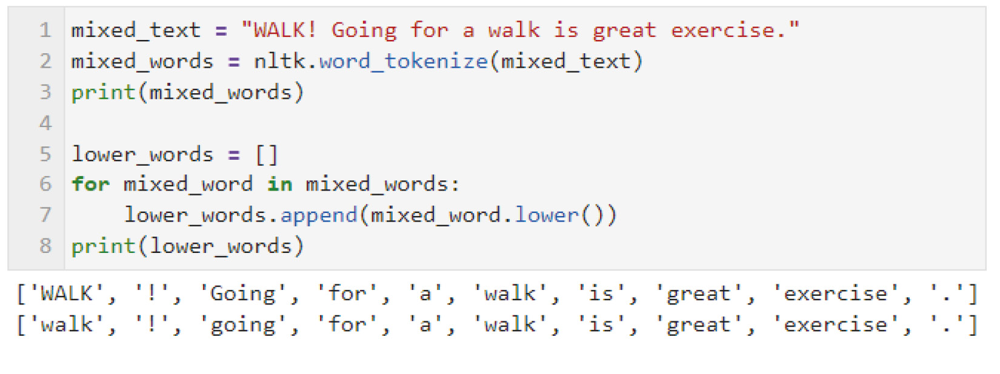 1 mixed_text = "WALK! Going for a walk is great exercise."
2 mixed_words = nltk.word_tokenize(mixed_text)
3 print(mixed_words)
4
5 lower_words = []
6 for mixed_word in mixed_words:
7     lower_words.append(mixed_word.lower())
8 print(lower_words)
['WALK', '!', 'Going', 'for', 'a', 'walk', 'is', 'great', 'exercise', '.']
['walk', '!', 'going', 'for', 'a', 'walk', 'is', 'great', 'exercise', '.']